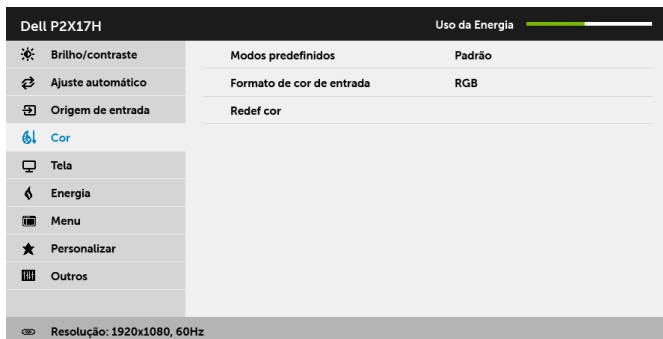 Dell P2X17H Uso da Energia
Brilho/contraste Modos predefinidos Padrão
Ajuste automático Formato de cor de entrada RGB
Origem de entrada Redef cor
Cor
Tela
Energia
Menu
Personalizar
Outros
Resolução: 1920x1080, 60Hz